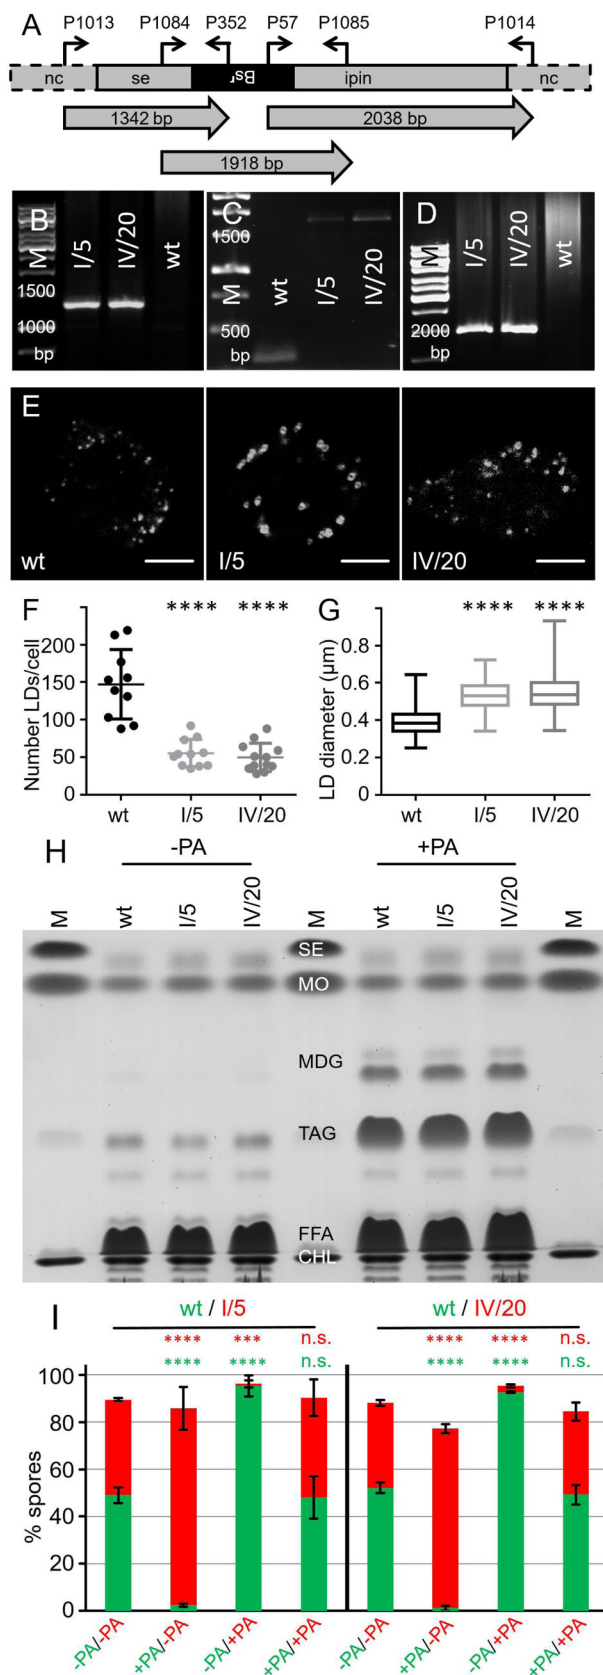 A
P1013 P1084 P352 P57 P1085 P1014
nc se Bsr ipin nc
1342 bp 2038 bp
1918 bp
B M I/5 IV/20 wt
1500
1000
bp
C M wt I/5 IV/20
1500
500
bp
D M I/5 IV/20 wt
2000
bp
E
wt I/5 IV/20
F
**** ****
Number LDs/cell
200
150
100
50
0
wt I/5 IV/20
G
**** ****
LD diameter (µm)
1.0
0.8
0.6
0.4
0.2
0
wt I/5 IV/20
H
-PA +PA
M wt I/5 IV/20 M wt I/5 IV/20 M
SE
MO
MDG
TAG
FFA
CHL
I
wt / I/5 wt / IV/20
**** *** n.s. **** **** n.s.
**** **** n.s. **** **** n.s.
% spores
100
80
60
40
20
0
-PA/-PA +PA/-PA -PA/+PA +PA/+PA -PA/-PA +PA/-PA -PA/+PA +PA/+PA